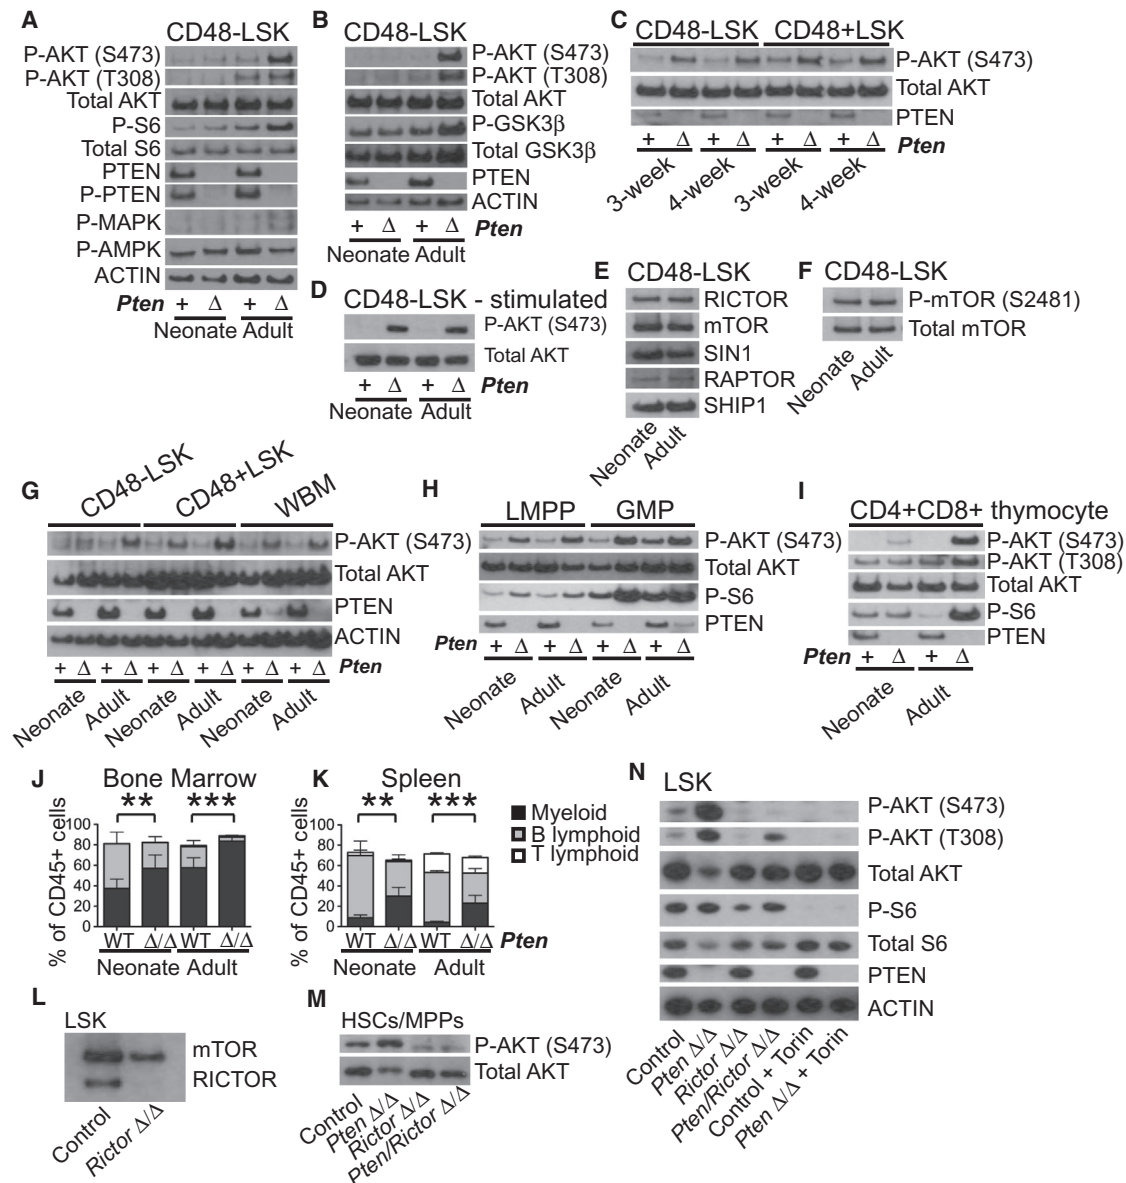 A
CD48-LSK
P-AKT (S473)
P-AKT (T308)
Total AKT
P-S6
Total S6
PTEN
P-PTEN
P-MAPK
P-AMPK
ACTIN
Pten + Δ + Δ
Neonate Adult
B
CD48-LSK
P-AKT (S473)
P-AKT (T308)
Total AKT
P-GSK3β
Total GSK3β
PTEN
ACTIN
+ Δ + Δ Pten
Neonate Adult
C
CD48-LSK CD48+LSK
P-AKT (S473)
Total AKT
PTEN
+ Δ + Δ + Δ + Δ Pten
3-week 4-week 3-week 4-week
D
CD48-LSK - stimulated
P-AKT (S473)
Total AKT
+ Δ + Δ Pten
Neonate Adult
E
CD48-LSK
RICTOR
mTOR
SIN1
RAPTOR
SHIP1
Neonate Adult
F
CD48-LSK
P-mTOR (S2481)
Total mTOR
Neonate Adult
G
CD48-LSK CD48+LSK WBM
P-AKT (S473)
Total AKT
PTEN
ACTIN
+ Δ + Δ + Δ + Δ + Δ + Δ Pten
Neonate Adult Neonate Adult Neonate Adult
H
LMPP GMP
P-AKT (S473)
Total AKT
P-S6
PTEN
Pten + Δ + Δ + Δ + Δ
Neonate Adult Neonate Adult
I
CD4+CD8+ thymocyte
P-AKT (S473)
P-AKT (T308)
Total AKT
P-S6
PTEN
Pten + Δ + Δ
Neonate Adult
J
Bone Marrow
** ***
% of CD45+ cells
100
80
60
40
20
0
WT Δ/Δ WT Δ/Δ
Neonate Adult
K
Spleen
** ***
% of CD45+ cells
100
80
60
40
20
0
WT Δ/Δ WT Δ/Δ Pten
Neonate Adult
Myeloid
B lymphoid
T lymphoid
L
LSK
mTOR
RICTOR
Control Rictor Δ/Δ
M
HSCs/MPPs
P-AKT (S473)
Total AKT
Control Pten Δ/Δ Rictor Δ/Δ Pten/Rictor Δ/Δ
N
LSK
P-AKT (S473)
P-AKT (T308)
Total AKT
P-S6
Total S6
PTEN
ACTIN
Control Pten Δ/Δ Rictor Δ/Δ Pten/Rictor Δ/Δ Control + Torin Pten Δ/Δ + Torin